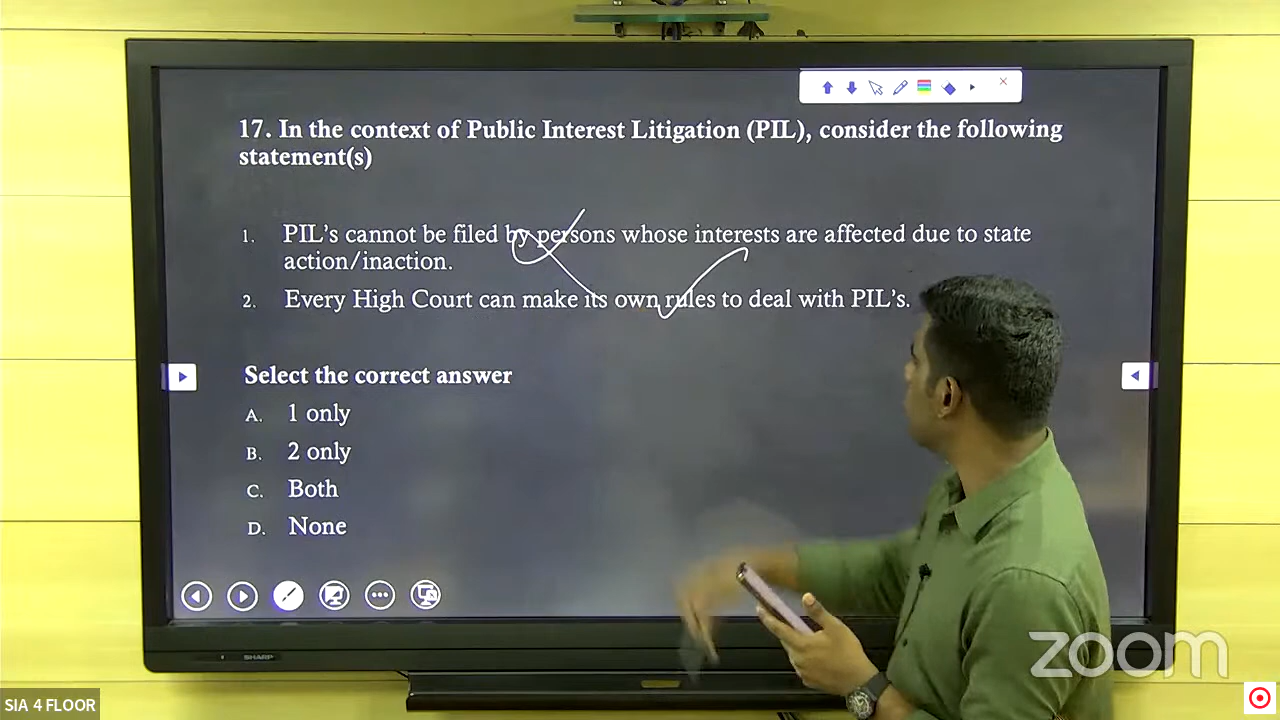 17. In the context of Public Interest Litigation (PIL), consider the following
statement(s)
1. PIL's cannot be filed by persons whose interests are affected due to state
action/inaction.
2. Every High Court can make its own rules to deal with PIL's.
Select the correct answer
A. 1 only
B. 2 only
C. Both
D. None
SHARP
zoom
SIA 4 FLOOR